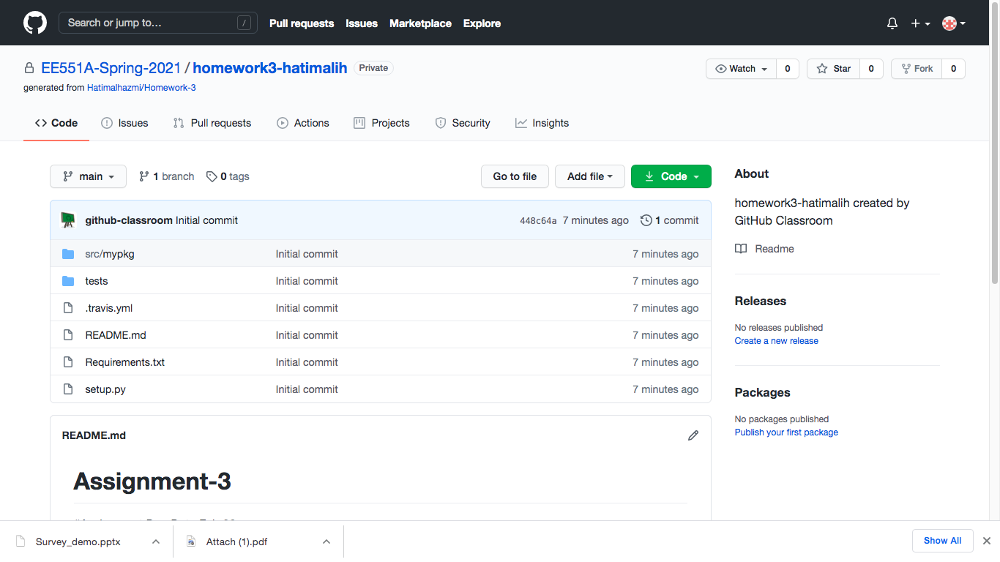 Search or jump to… / Pull requests Issues Marketplace Explore
EE551A-Spring-2021 / homework3-hatimalih Private Watch 0 Star 0 Fork 0
generated from Hatimalhazmi/Homework-3
Code Issues Pull requests Actions Projects Security Insights
main 1 branch 0 tags Go to file Add file Code
github-classroom Initial commit 448c64a 7 minutes ago 1 commit
src/mypkg Initial commit 7 minutes ago
tests Initial commit 7 minutes ago
.travis.yml Initial commit 7 minutes ago
README.md Initial commit 7 minutes ago
Requirements.txt Initial commit 7 minutes ago
setup.py Initial commit 7 minutes ago
README.md
Assignment-3
About
homework3-hatimalih created by
GitHub Classroom
Readme
Releases
No releases published
Create a new release
Packages
No packages published
Publish your first package
Survey_demo.pptx Attach (1).pdf Show All